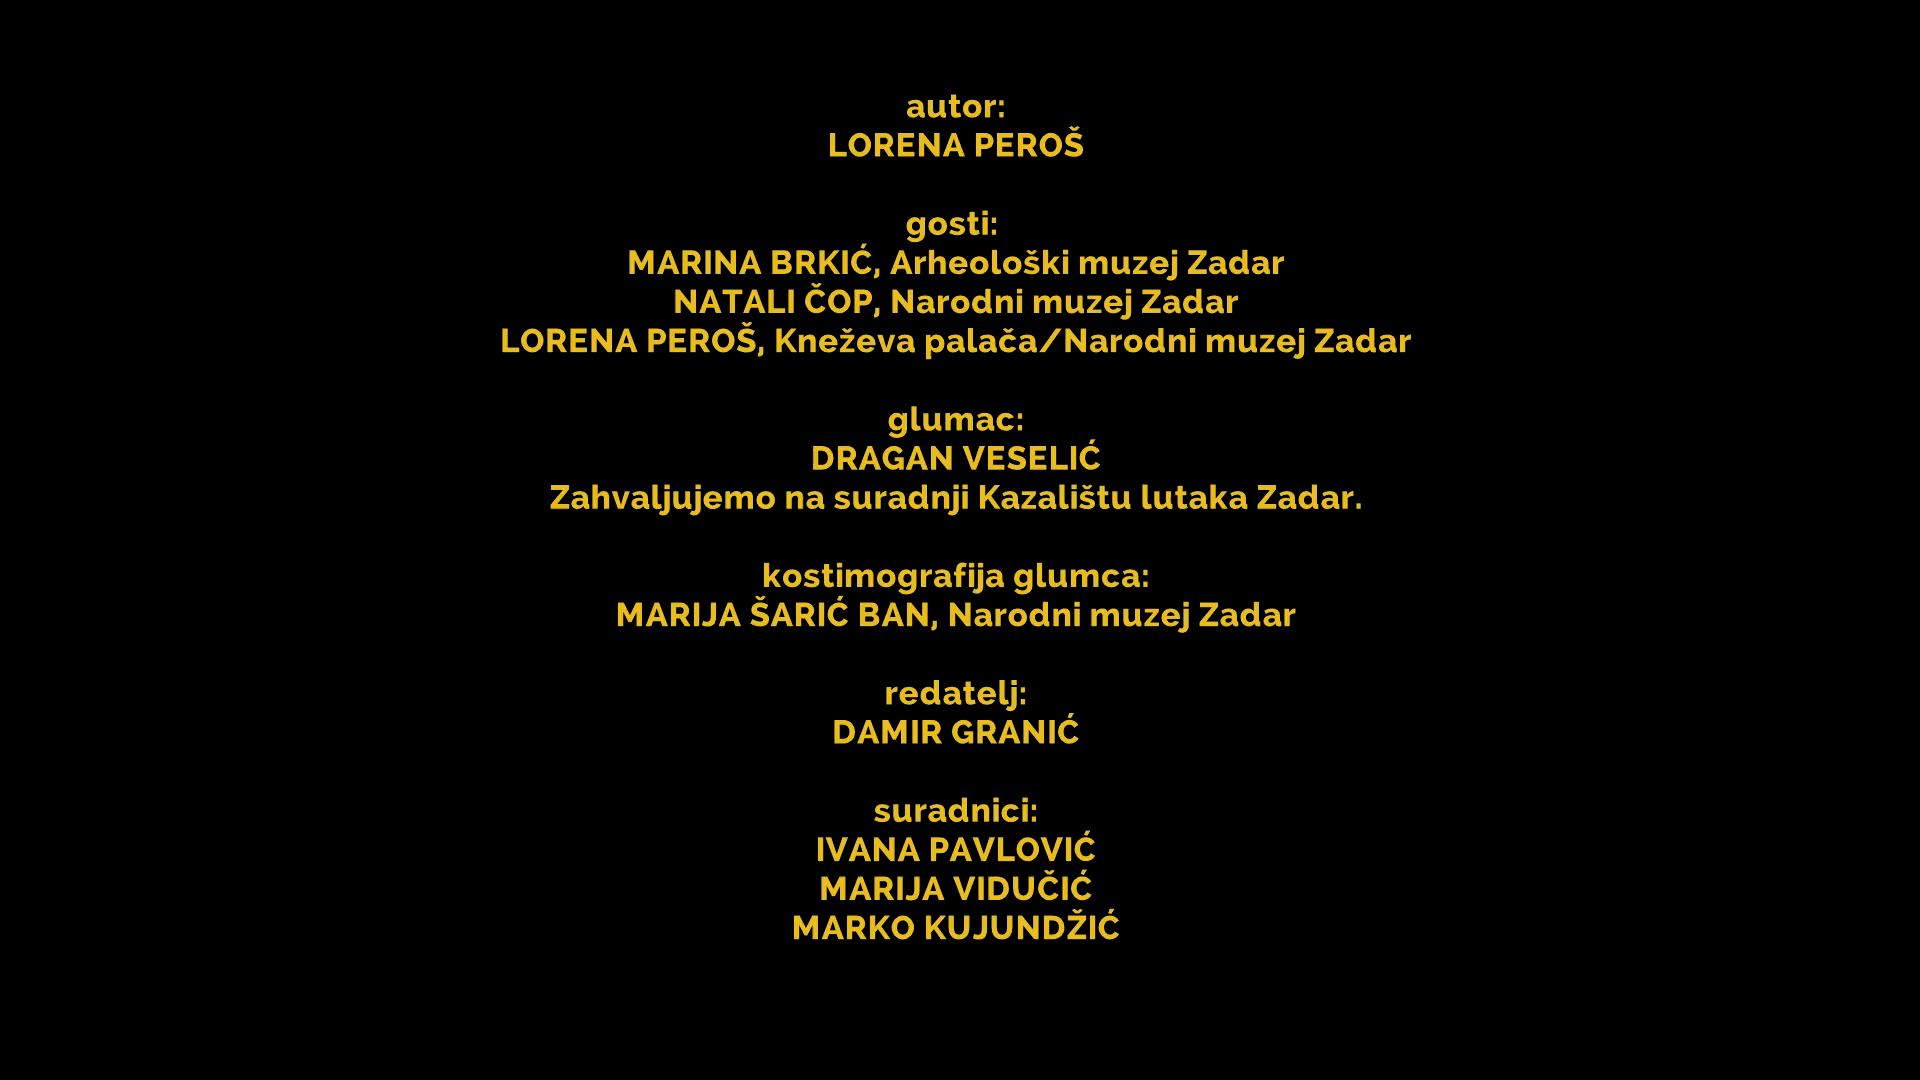 autor:
LORENA PEROŠ
gosti:
MARINA BRKIĆ, Arheološki muzej Zadar
NATALI ČOP, Narodni muzej Zadar
LORENA PEROŠ, Kneževa palača/Narodni muzej Zadar
glumac:
DRAGAN VESELIĆ
Zahvaljujemo na suradnji Kazalištu lutaka Zadar.
kostimografija glumca:
MARIJA ŠARIĆ BAN, Narodni muzej Zadar
redatelj:
DAMIR GRANIĆ
suradnici:
IVANA PAVLOVIĆ
MARIJA VIDUČIĆ
MARKO KUJUNDŽIĆ